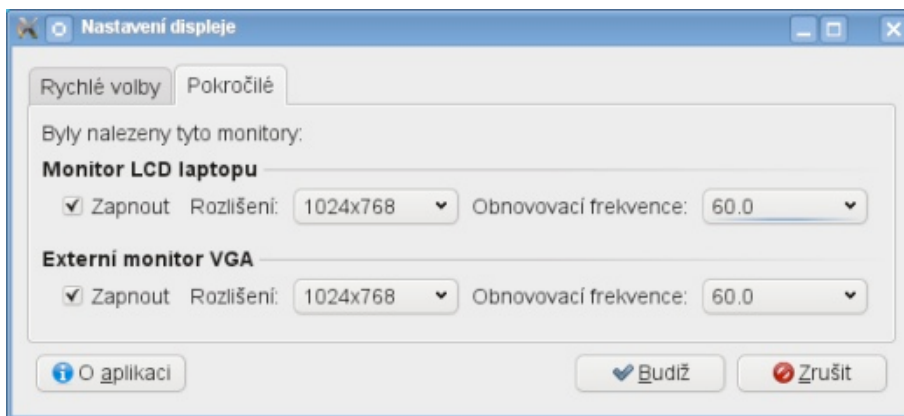 Nastavení displeje
Rychlé volby Pokročilé
Byly nalezeny tyto monitory:
Monitor LCD laptopu
Zapnout Rozlišení: 1024x768 Obnovovací frekvence: 60.0
Externí monitor VGA
Zapnout Rozlišení: 1024x768 Obnovovací frekvence: 60.0
O aplikaci Budiž Zrušit